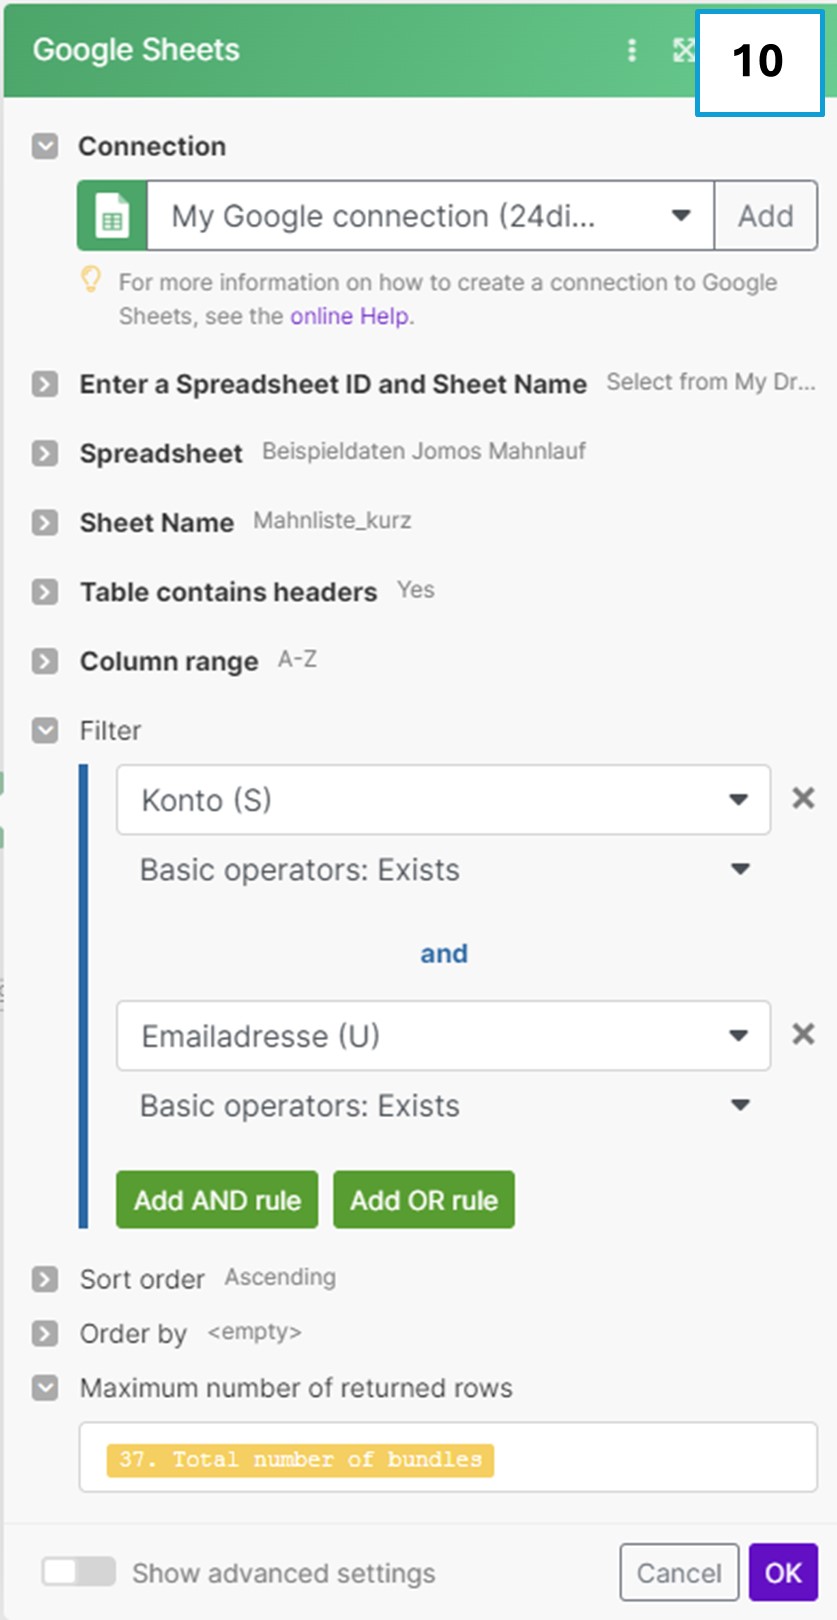 Google Sheets
10
Connection
My Google connection (24di...
Add
For more information on how to create a connection to Google
Sheets, see the online Help.
Enter a Spreadsheet ID and Sheet Name Select from My Dr...
Spreadsheet Beispieldaten Jomos Mahnlauf
Sheet Name Mahnliste_kurz
Table contains headers Yes
Column range A-Z
Filter
Konto (S)
Basic operators: Exists
and
Emailadresse (U)
Basic operators: Exists
Add AND rule Add OR rule
Sort order Ascending
Order by <empty>
Maximum number of returned rows
37. Total number of bundles
Show advanced settings Cancel OK